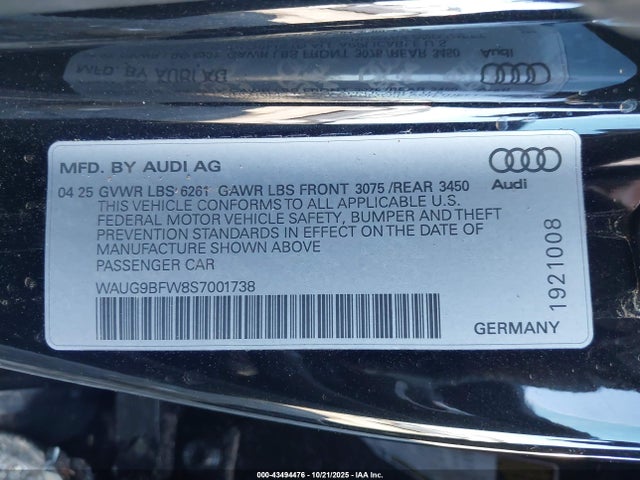 MFD. BY AUDI AG
Audi
04 25 GVWR LBS 6261 GAWR LBS FRONT 3075 /REAR 3450
THIS VEHICLE CONFORMS TO ALL APPLICABLE U.S.
FEDERAL MOTOR VEHICLE SAFETY, BUMPER AND THEFT
PREVENTION STANDARDS IN EFFECT ON THE DATE OF
MANUFACTURE SHOWN ABOVE
PASSENGER CAR
WAUG9BFW8S7001738
GERMANY
1921008
000-43494476 - 10/21/2025 - IAA Inc.